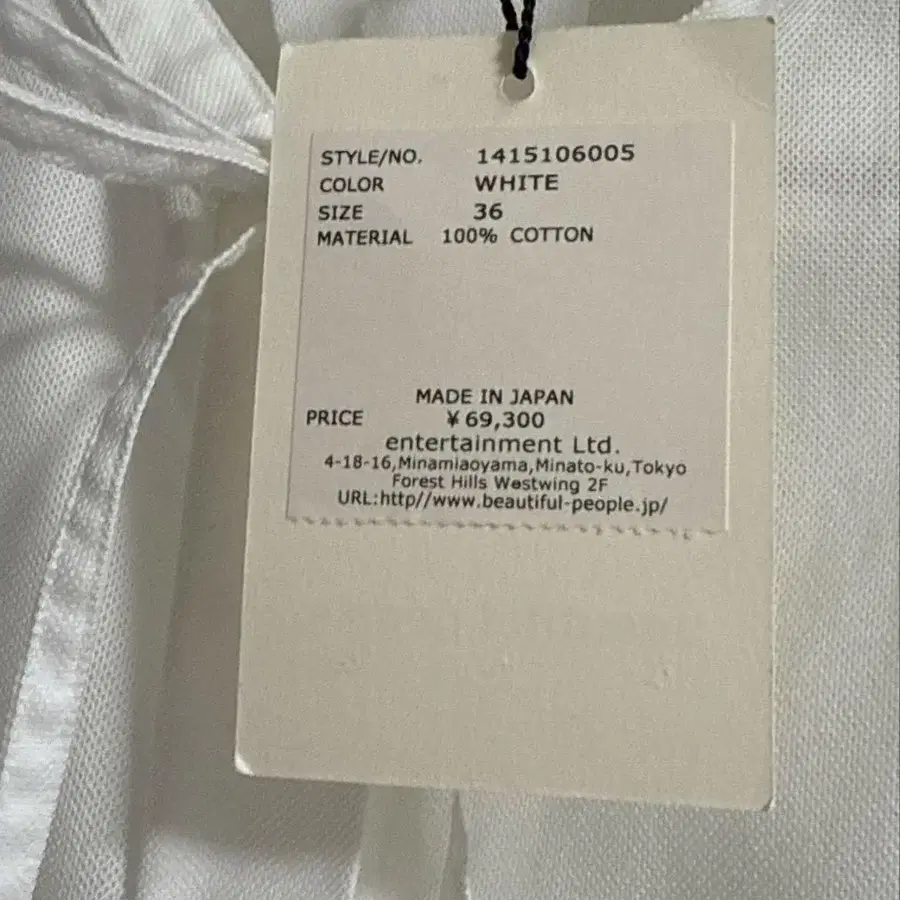 STYLE/NO. 1415106005
COLOR WHITE
SIZE 36
MATERIAL 100% COTTON
MADE IN JAPAN
PRICE ¥69,300
entertainment Ltd.
4-18-16,Minamiaoyama,Minato-ku,Tokyo
Forest Hills Westwing 2F
URL:http//www.beautiful-people.jp/